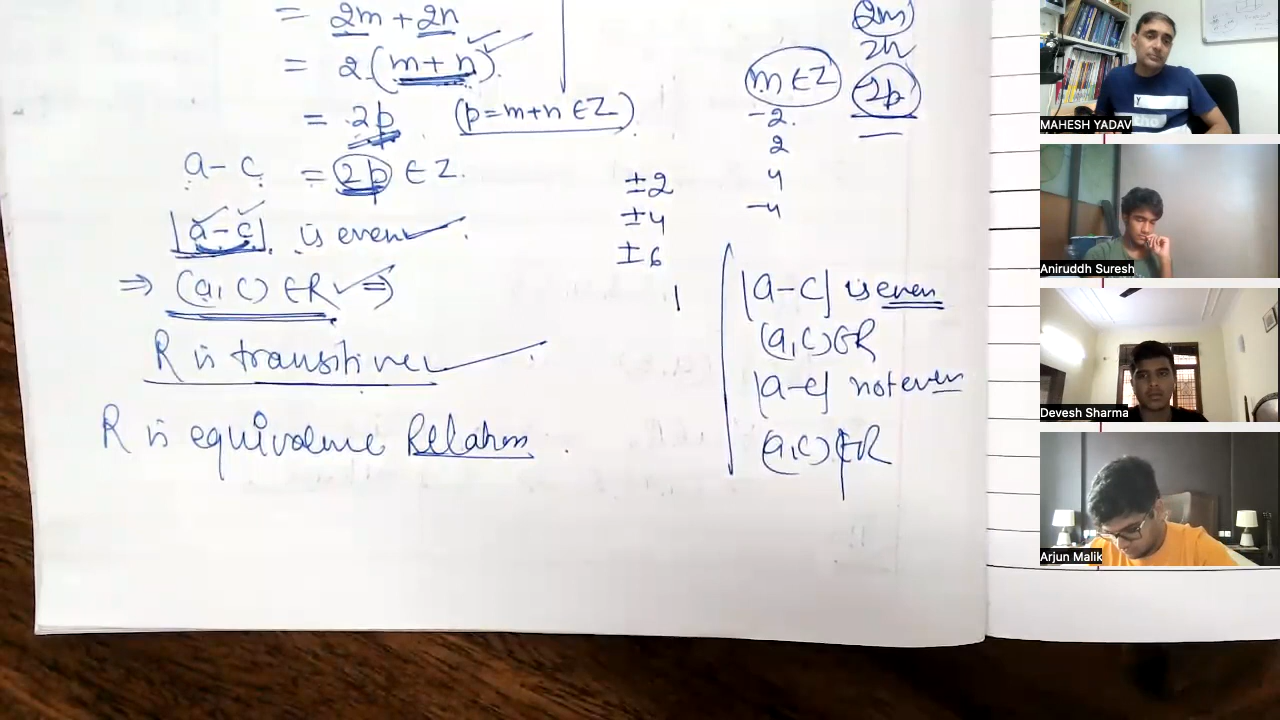 = 2m + 2n
= 2.(m+n).
= 2p. (p=m+n∈Z).
a-c = 2p ∈ Z.
|a-c|. is even.
⇒ (a,c) ∈R ⇒
R is transitive
R is equivalence Relation.
±2
±4
±6
1
m∈Z
-2.
2
4
-4
2m
2n
2p
|a-c| is even
(a,c)∈R
|a-c| not even
(a,c)∉R
MAHESH YADAV
Aniruddh Suresh
Devesh Sharma
Arjun Malik